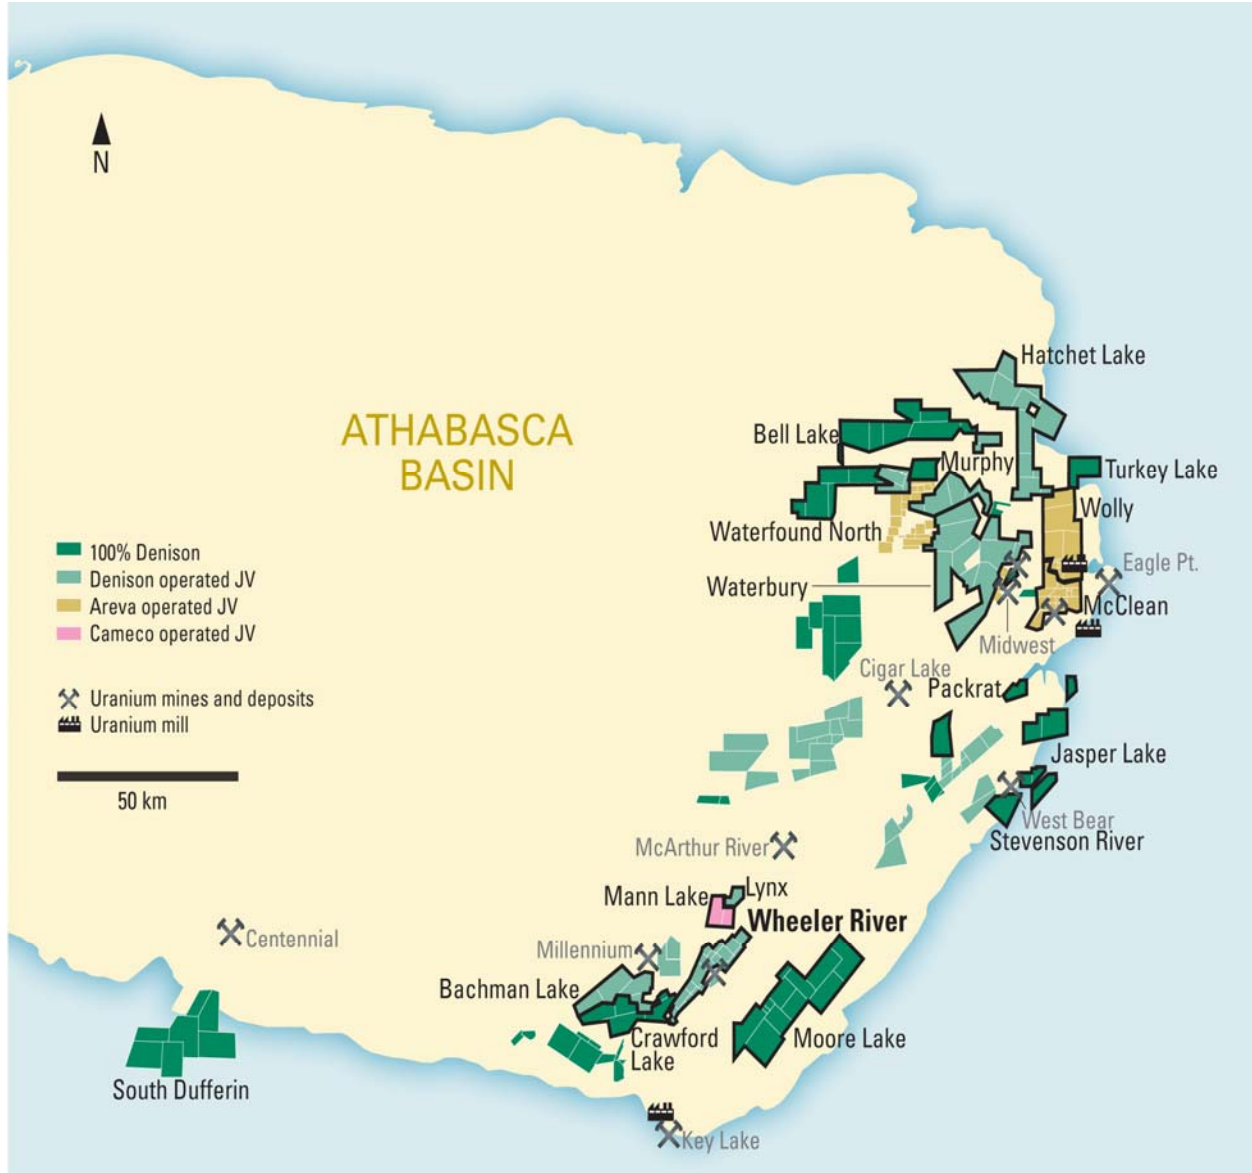 N
Hatchet Lake
ATHABASCA
BASIN
Bell Lake
Murphy
Turkey Lake
Wolly
Waterfound North
100% Denison
Denison operated JV
Areva operated JV
Cameco operated JV
Eagle Pt.
Waterbury
McClean
Midwest
Cigar Lake
Packrat
Uranium mines and deposits
Uranium mill
Jasper Lake
50 km
West Bear
Stevenson River
McArthur River
Lynx
Mann Lake
Wheeler River
Centennial
Millennium
Bachman Lake
Crawford
Lake
Moore Lake
South Dufferin
Key Lake